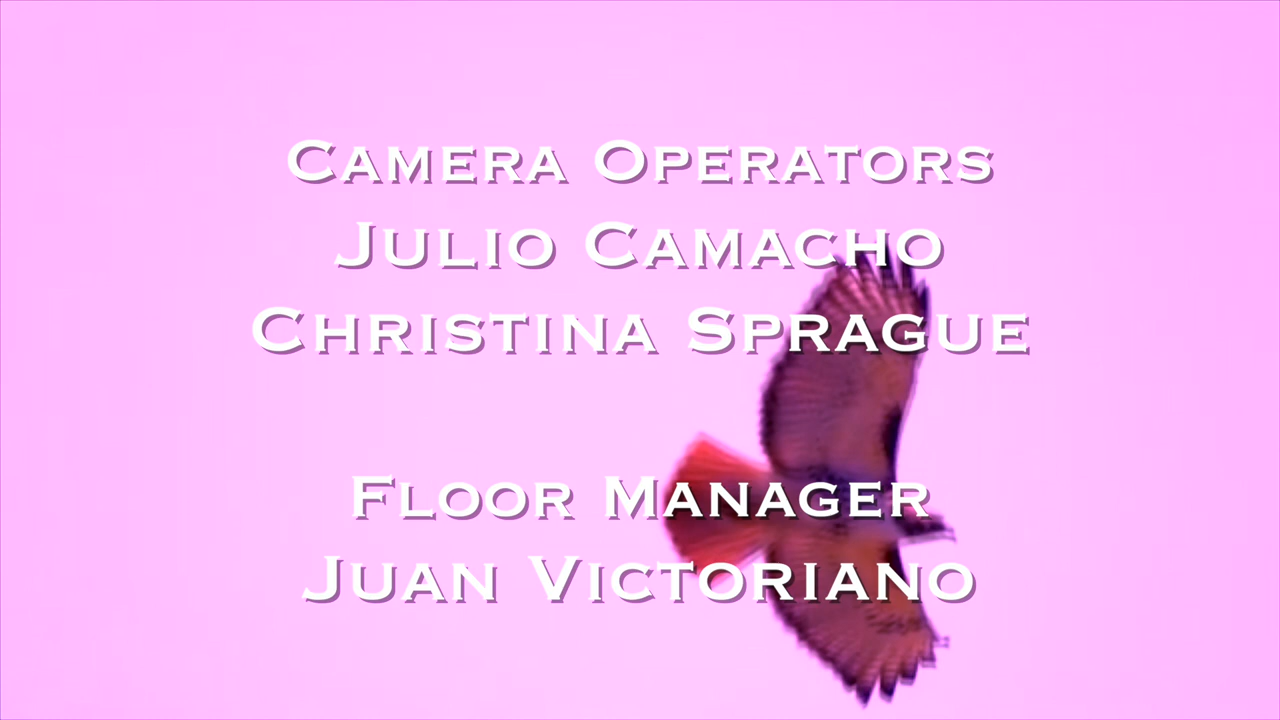 Camera Operators
Julio Camacho
Christina Sprague
Floor Manager
Juan Victoriano